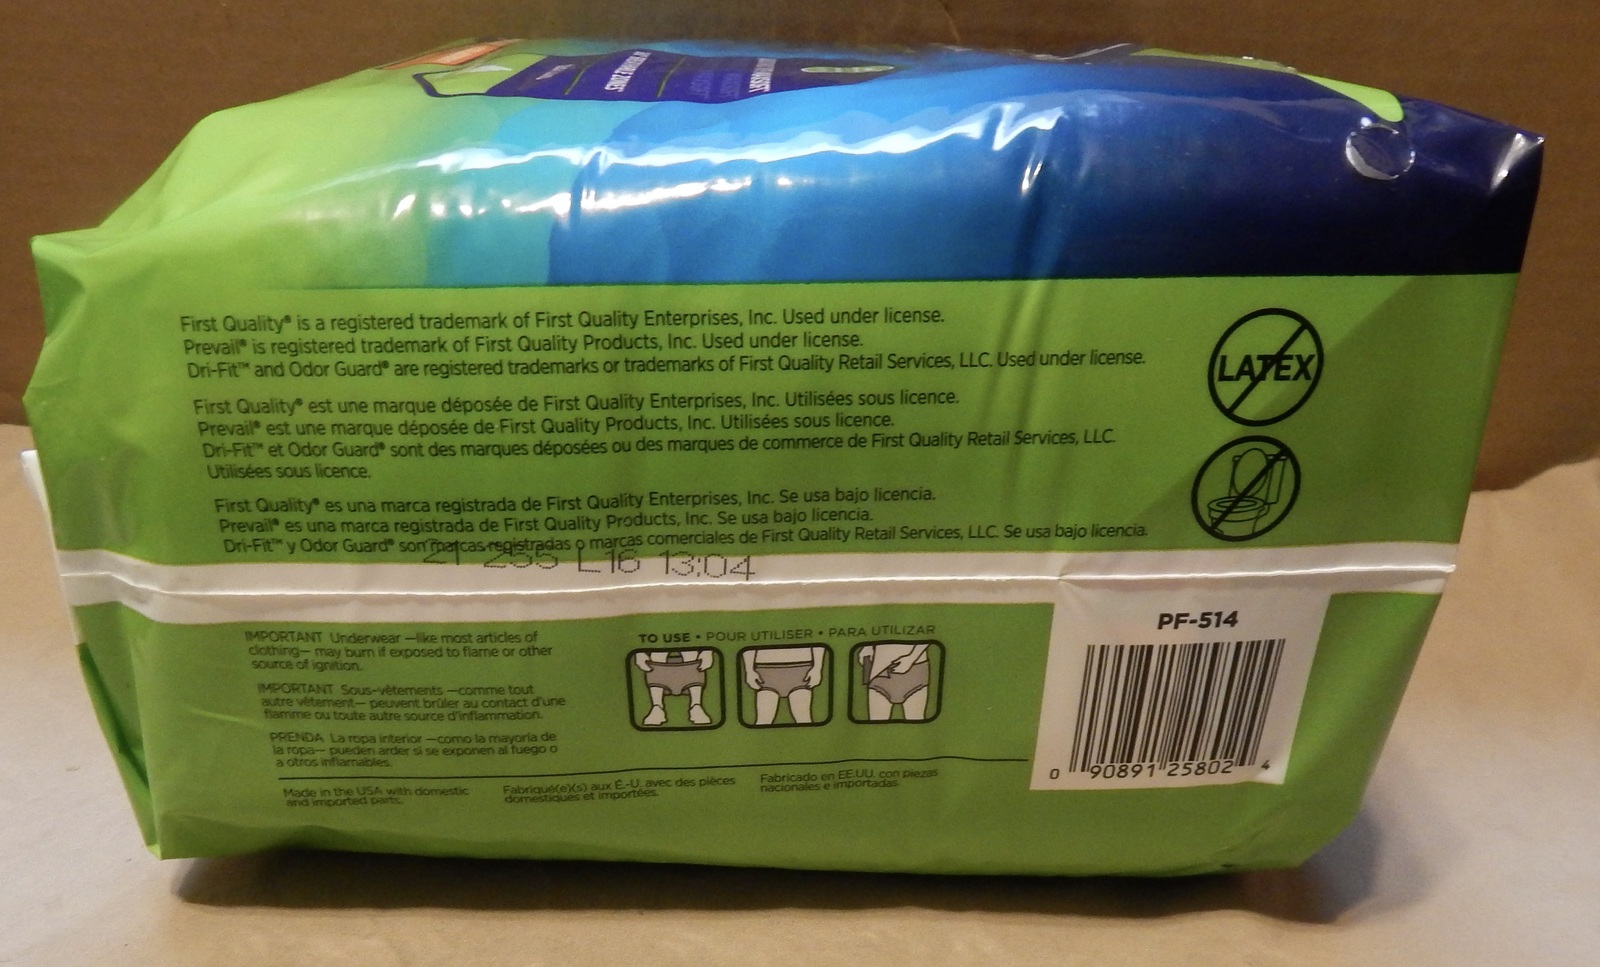 First Quality® is a registered trademark of First Quality Enterprises, Inc. Used under license.
Prevail® is registered trademark of First Quality Products, Inc. Used under license.
Dri-Fit™ and Odor Guard® are registered trademarks or trademarks of First Quality Retail Services, LLC. Used under license.
First Quality® est une marque déposée de First Quality Enterprises, Inc. Utilisées sous licence.
Prevail® est une marque déposée de First Quality Products, Inc. Utilisées sous licence.
Dri-Fit™ et Odor Guard® sont des marques déposées ou des marques de commerce de First Quality Retail Services, LLC.
Utilisées sous licence.
First Quality® es una marca registrada de First Quality Enterprises, Inc. Se usa bajo licencia.
Prevail® es una marca registrada de First Quality Products, Inc. Se usa bajo licencia.
Dri-Fit™ y Odor Guard® son marcas registradas o marcas comerciales de First Quality Retail Services, LLC. Se usa bajo licencia.
LATEX
21 255 L16 13:04
IMPORTANT Underwear —like most articles of
clothing— may burn if exposed to flame or other
source of ignition.
IMPORTANT Sous-vêtements —comme tout
autre vêtement— peuvent brûler au contact d'une
flamme ou toute autre source d'inflammation.
PRENDA La ropa interior —como la mayoría de
la ropa— pueden arder si se exponen al fuego o
a otros inflamables.
TO USE • POUR UTILISER • PARA UTILIZAR
Made in the USA with domestic
and imported parts.
Fabriqué(e)(s) aux É.-U. avec des pièces
domestiques et importées.
Fabricado en EE.UU. con piezas
nacionales e importadas.
PF-514
0 90891 25802 4